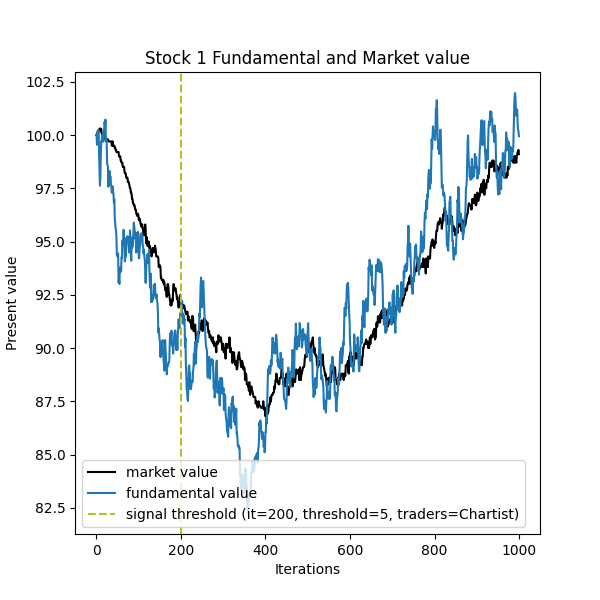 Stock 1 Fundamental and Market value
102.5
100.0
97.5
95.0
92.5
90.0
87.5
85.0
82.5
Present value
market value
fundamental value
signal threshold (it=200, threshold=5, traders=Chartist)
0 200 400 600 800 1000
Iterations